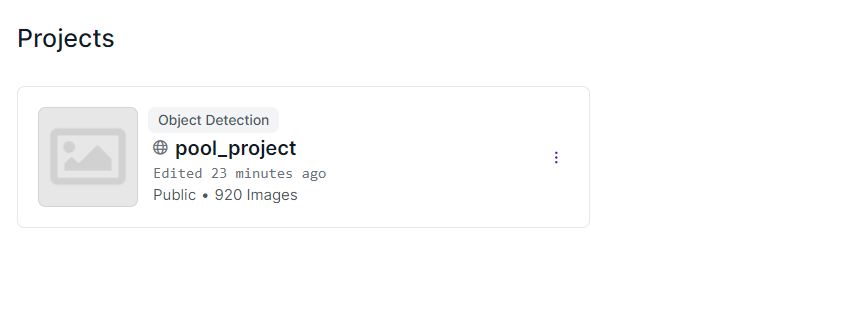 Projects
Object Detection
pool_project
Edited 23 minutes ago
Public • 920 Images